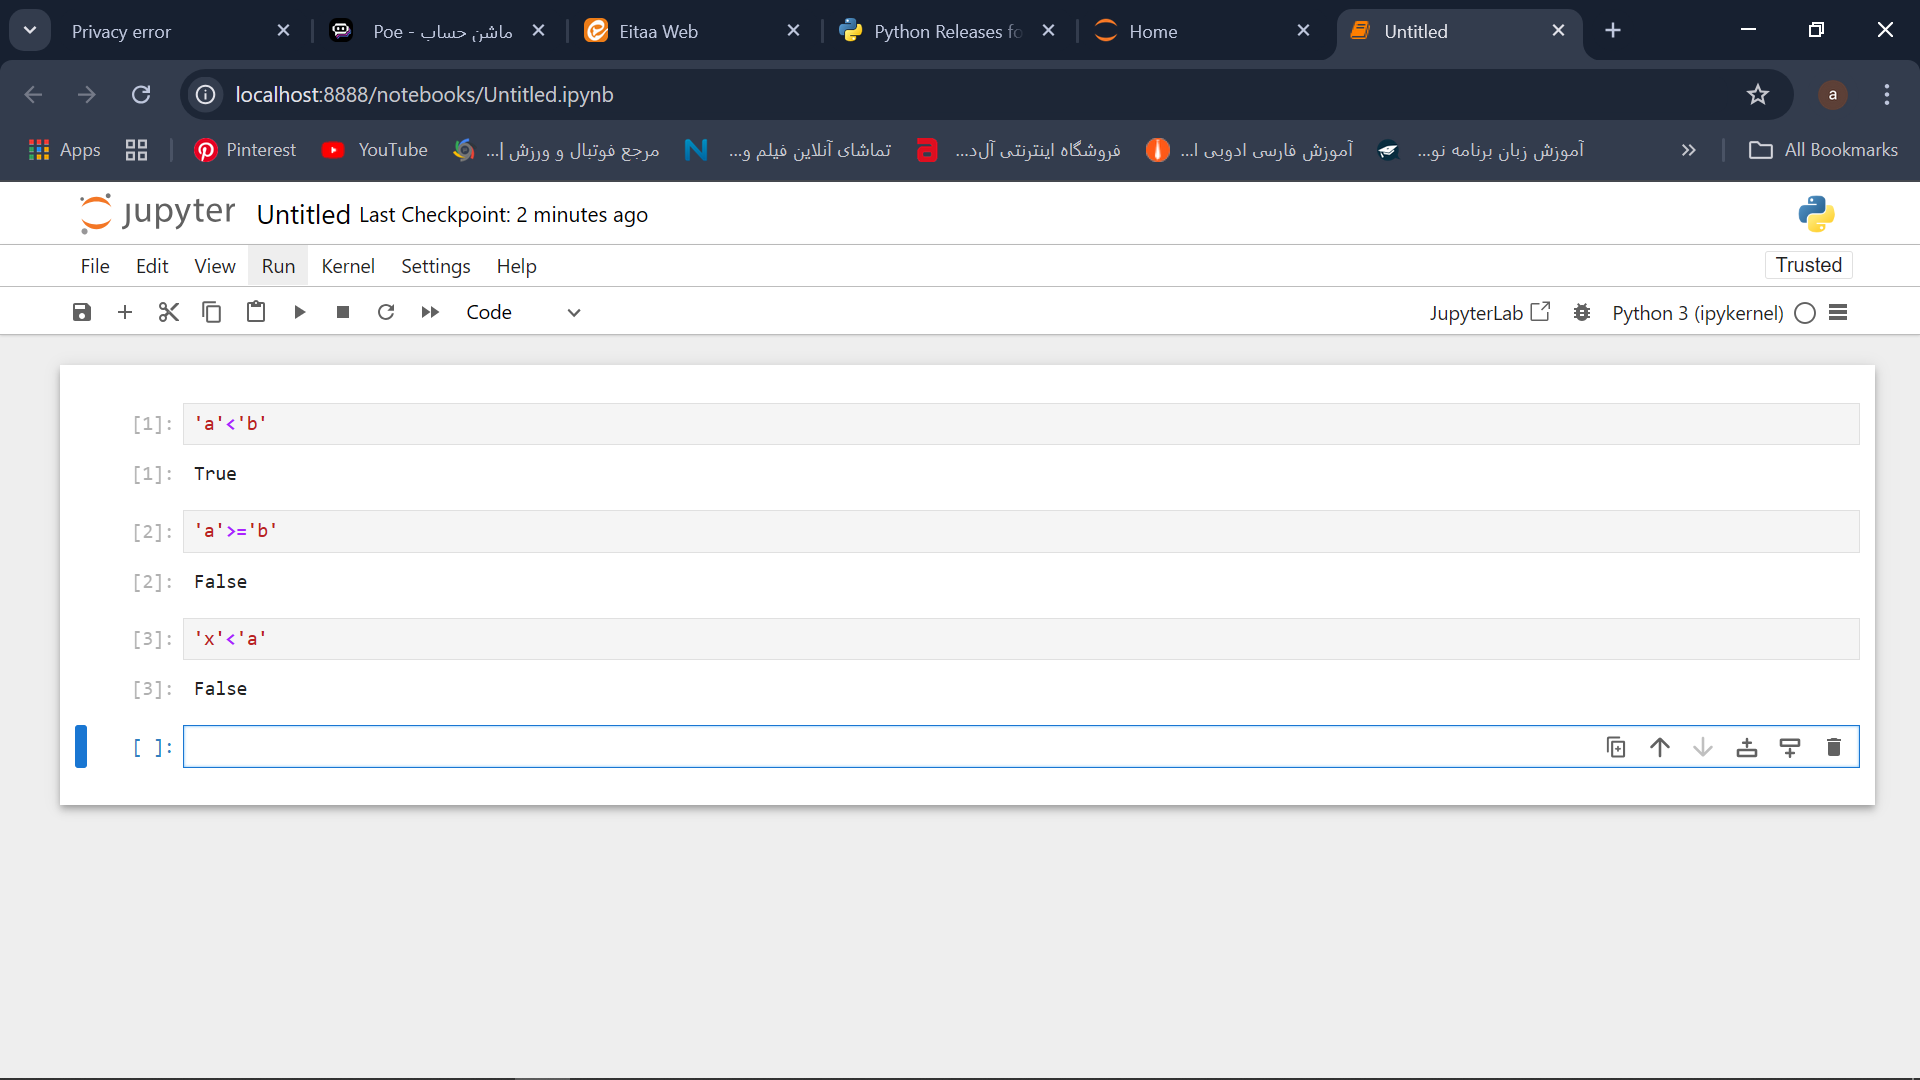 Privacy error
Poe - ماشن حساب
Eitaa Web
Python Releases fo
Home
Untitled
localhost:8888/notebooks/Untitled.ipynb
a
Apps
Pinterest
YouTube
مرجع فوتبال و ورزش |...
تماشای آنلاین فیلم و...
فروشگاه اینترنتی آل‌د...
آموزش فارسی ادوبی ا...
آموزش زبان برنامه نو...
All Bookmarks
jupyter Untitled Last Checkpoint: 2 minutes ago
File Edit View Run Kernel Settings Help
Trusted
Code
JupyterLab
Python 3 (ipykernel)
[1]: 'a'<'b'
[1]: True
[2]: 'a'>='b'
[2]: False
[3]: 'x'<'a'
[3]: False
[ ]: